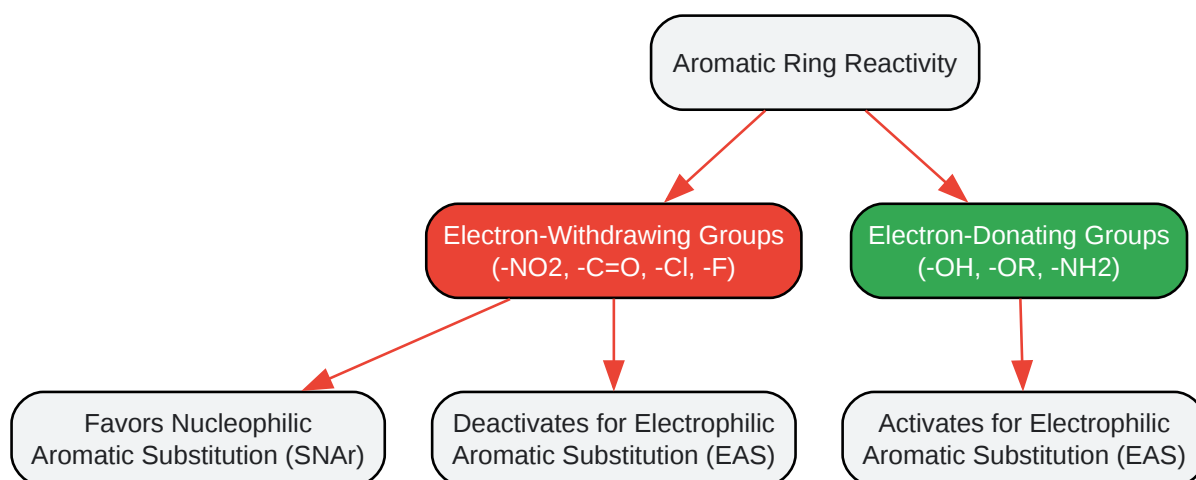 Aromatic Ring Reactivity
Electron-Withdrawing Groups
(-NO2, -C=O, -Cl, -F)
Electron-Donating Groups
(-OH, -OR, -NH2)
Favors Nucleophilic
Aromatic Substitution (SNAr)
Deactivates for Electrophilic
Aromatic Substitution (EAS)
Activates for Electrophilic
Aromatic Substitution (EAS)